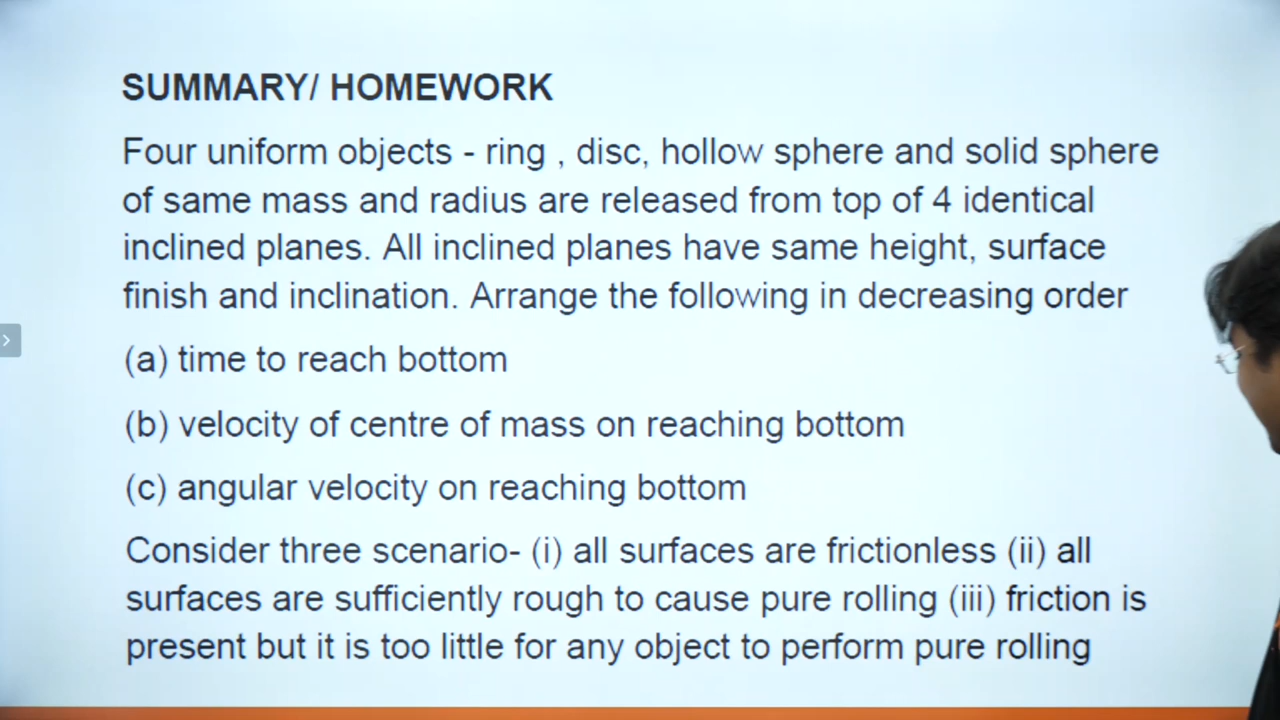 SUMMARY/ HOMEWORK
Four uniform objects - ring , disc, hollow sphere and solid sphere
of same mass and radius are released from top of 4 identical
inclined planes. All inclined planes have same height, surface
finish and inclination. Arrange the following in decreasing order
(a) time to reach bottom
(b) velocity of centre of mass on reaching bottom
(c) angular velocity on reaching bottom
Consider three scenario- (i) all surfaces are frictionless (ii) all
surfaces are sufficiently rough to cause pure rolling (iii) friction is
present but it is too little for any object to perform pure rolling